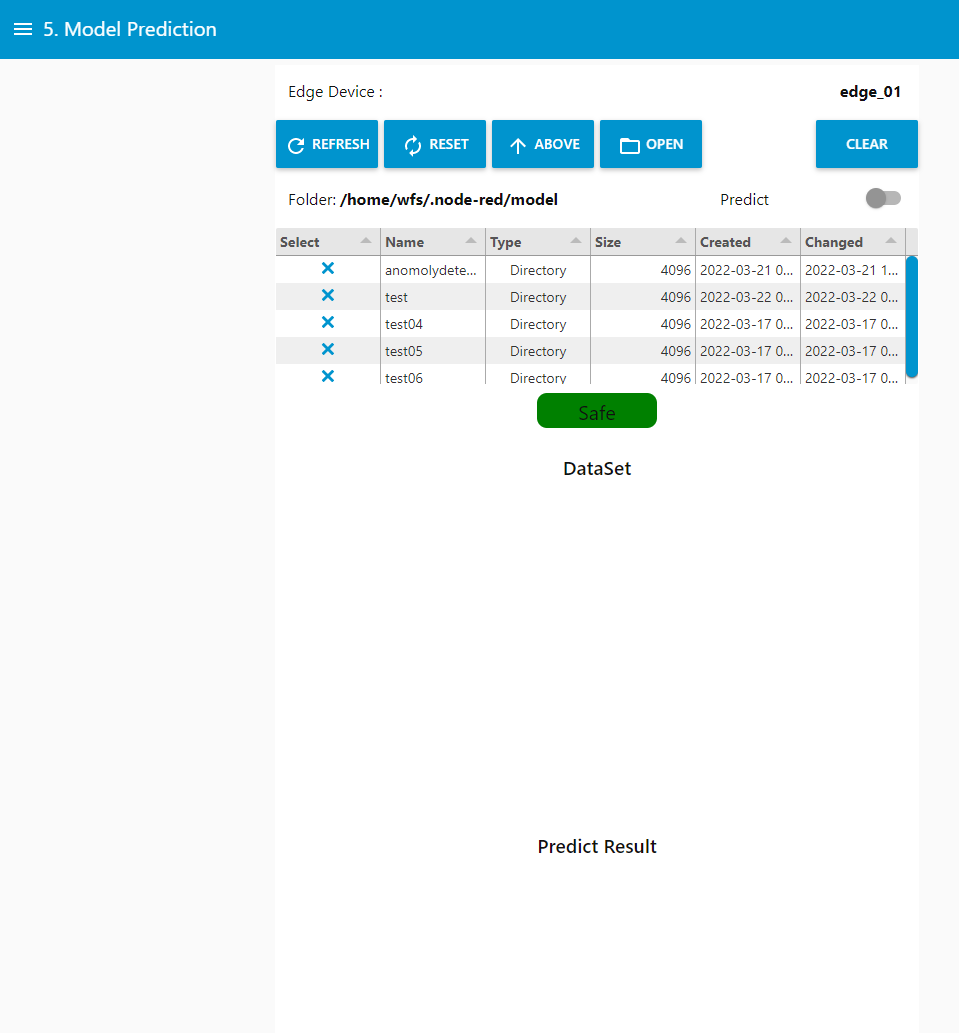 5. Model Prediction
Edge Device : edge_01
REFRESH RESET ABOVE OPEN CLEAR
Folder: /home/wfs/.node-red/model Predict
Select Name Type Size Created Changed
anomolydete... Directory 4096 2022-03-21 0... 2022-03-21 1...
test Directory 4096 2022-03-22 0... 2022-03-22 0...
test04 Directory 4096 2022-03-17 0... 2022-03-17 0...
test05 Directory 4096 2022-03-17 0... 2022-03-17 0...
test06 Directory 4096 2022-03-17 0... 2022-03-17 0...
Safe
DataSet
Predict Result